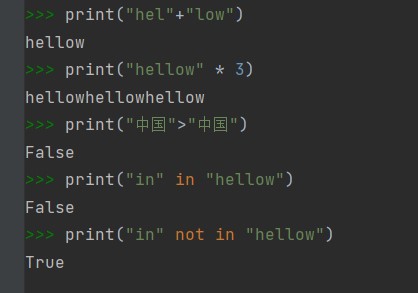 >>> print("hel"+"low")
hellow
>>> print("hellow" * 3)
hellowhellowhellow
>>> print("中国">"中国")
False
>>> print("in" in "hellow")
False
>>> print("in" not in "hellow")
True